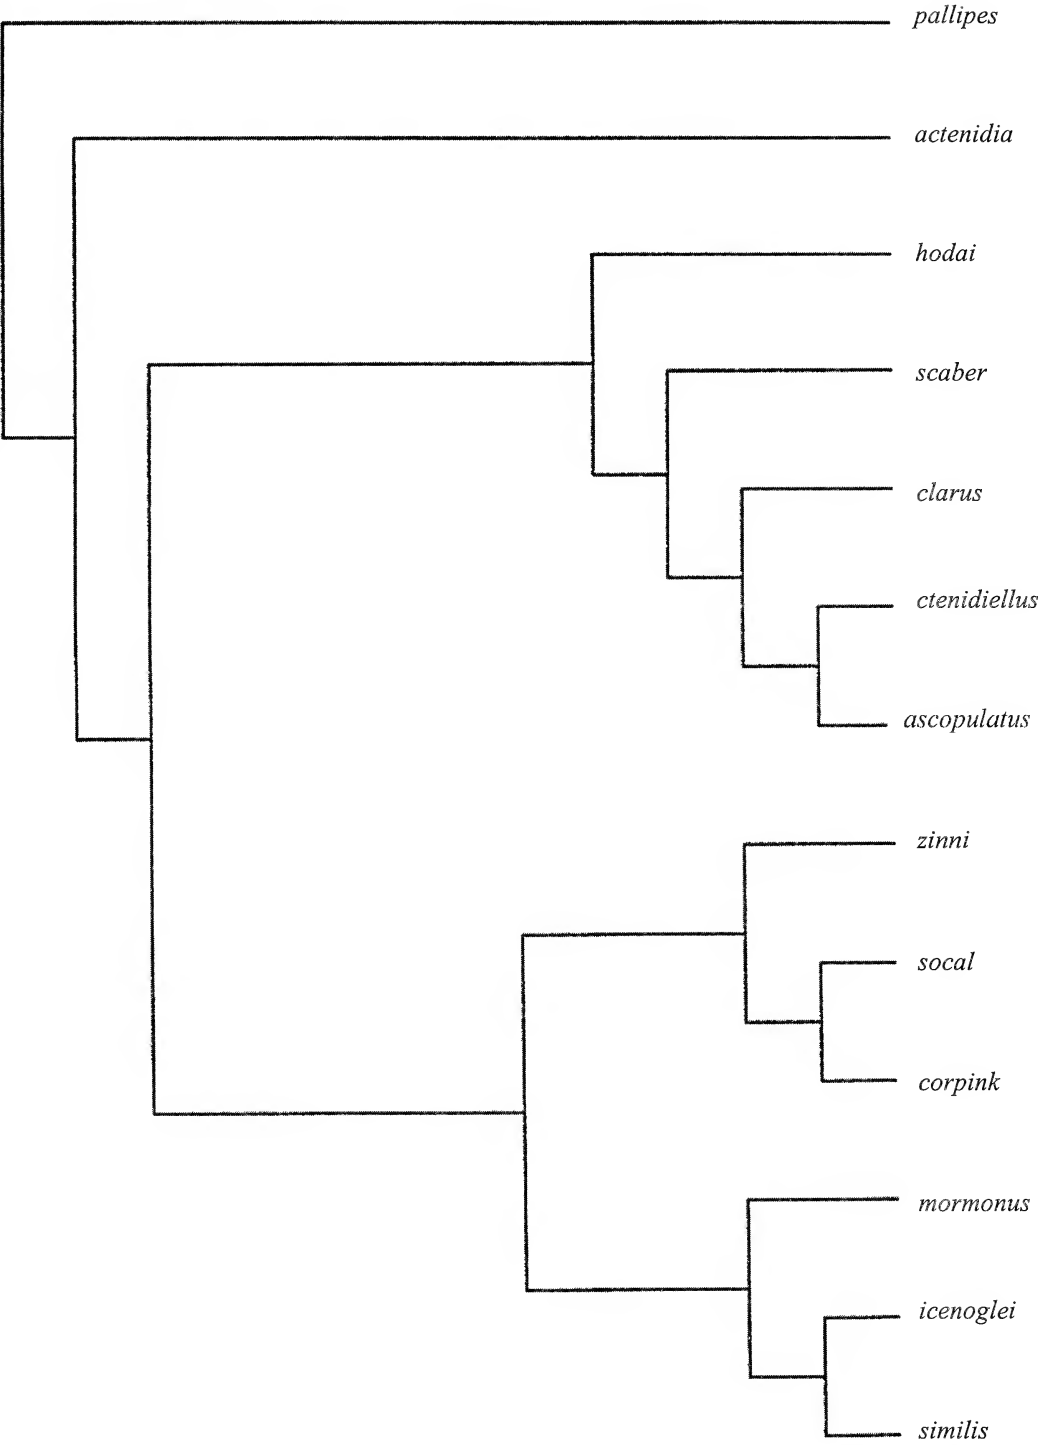 pallipes
actenidia
hodai
scaber
clarus
ctenidiellus
ascopulatus
zinni
socal
corpink
mormonus
icenoglei
similis